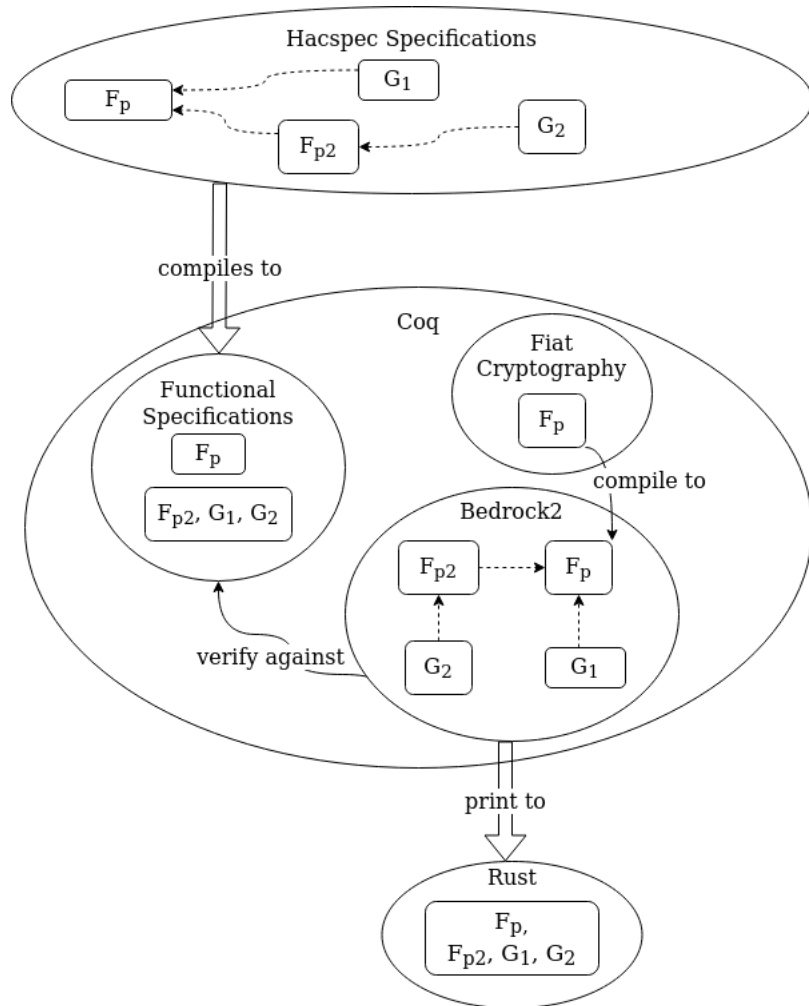 Hacspec Specifications
Fp
G1
Fp2
G2
compiles to
Coq
Fiat
Cryptography
Fp
Functional
Specifications
Fp
Fp2, G1, G2
compile to
Bedrock2
Fp2
Fp
G2
G1
verify against
print to
Rust
Fp,
Fp2, G1, G2